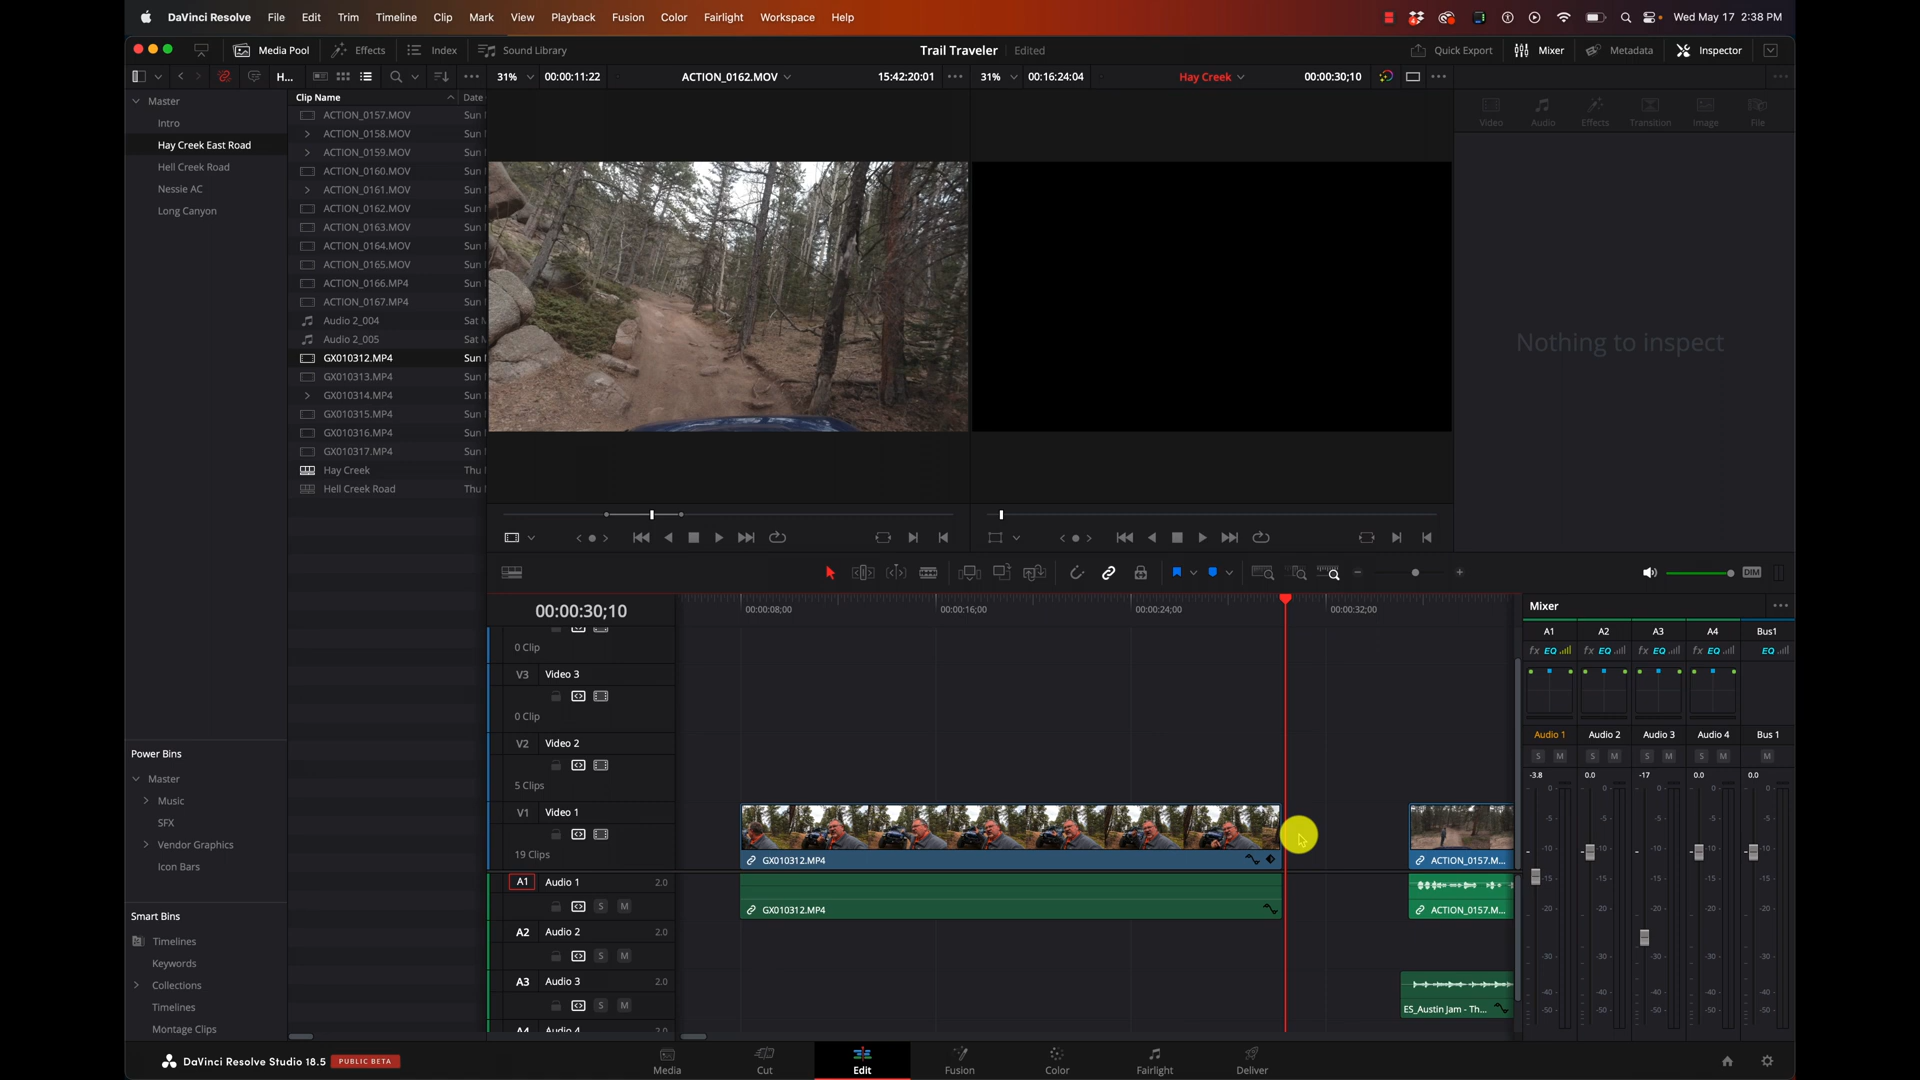 DaVinci Resolve File Edit Trim Timeline Clip Mark View Playback Fusion Color Fairlight Workspace Help Wed May 17 2:38 PM
Media Pool Effects Index Sound Library Trail Traveler Edited Quick Export Mixer Metadata Inspector
H... 31% 00:00:11:22 ACTION_0162.MOV 15:42:20:01 31% 00:16:24:04 Hay Creek 00:00:30;10
Master
Intro
Hay Creek East Road
Hell Creek Road
Nessie AC
Long Canyon
Clip Name Date
ACTION_0157.MOV Sun
ACTION_0158.MOV Sun
ACTION_0159.MOV Sun
ACTION_0160.MOV Sun
ACTION_0161.MOV Sun
ACTION_0162.MOV Sun
ACTION_0163.MOV Sun
ACTION_0164.MOV Sun
ACTION_0165.MOV Sun
ACTION_0166.MP4 Sun
ACTION_0167.MP4 Sun
Audio 2_004 Sat
Audio 2_005 Sat
GX010312.MP4 Sun
GX010313.MP4 Sun
GX010314.MP4 Sun
GX010315.MP4 Sun
GX010316.MP4 Sun
GX010317.MP4 Sun
Hay Creek Thu
Hell Creek Road Thu
Video Audio Effects Transition Image File
Nothing to inspect
Power Bins
Master
Music
SFX
Vendor Graphics
Icon Bars
Smart Bins
Timelines
Keywords
Collections
Timelines
Montage Clips
DIM
00:00:30;10
00:00:08;00 00:00:16;00 00:00:24;00 00:00:32;00
0 Clip
V3 Video 3
0 Clip
V2 Video 2
5 Clips
V1 Video 1
19 Clips
GX010312.MP4 ACTION_0157.M...
A1 Audio 1 2.0
S M
GX010312.MP4 ACTION_0157.M...
A2 Audio 2 2.0
S M
A3 Audio 3 2.0
S M
ES_Austin Jam - Th...
A4 Audio 4 2.0
Mixer
A1 A2 A3 A4 Bus1
fx EQ fx EQ fx EQ fx EQ EQ
Audio 1 Audio 2 Audio 3 Audio 4 Bus 1
S M S M S M S M M
-3.8 0.0 -17 0.0 0.0
0 0 0 0 0
-5 -5 -5 -5 -5
-10 -10 -10 -10 -10
-15 -15 -15 -15 -15
-20 -20 -20 -20 -20
-30 -30 -30 -30 -30
-40 -40 -40 -40 -40
-50 -50 -50 -50 -50
DaVinci Resolve Studio 18.5 PUBLIC BETA
Media Cut Edit Fusion Color Fairlight Deliver